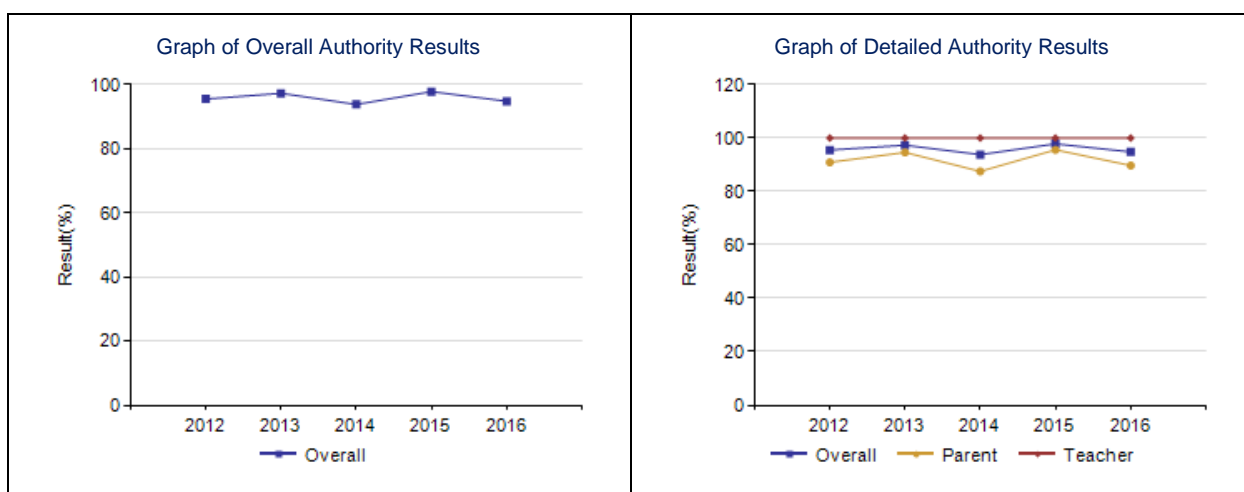 Graph of Overall Authority Results
100
80
60
40
20
0
Result(%)
2012 2013 2014 2015 2016
Overall
Graph of Detailed Authority Results
120
100
80
60
40
20
0
Result(%)
2012 2013 2014 2015 2016
Overall Parent Teacher